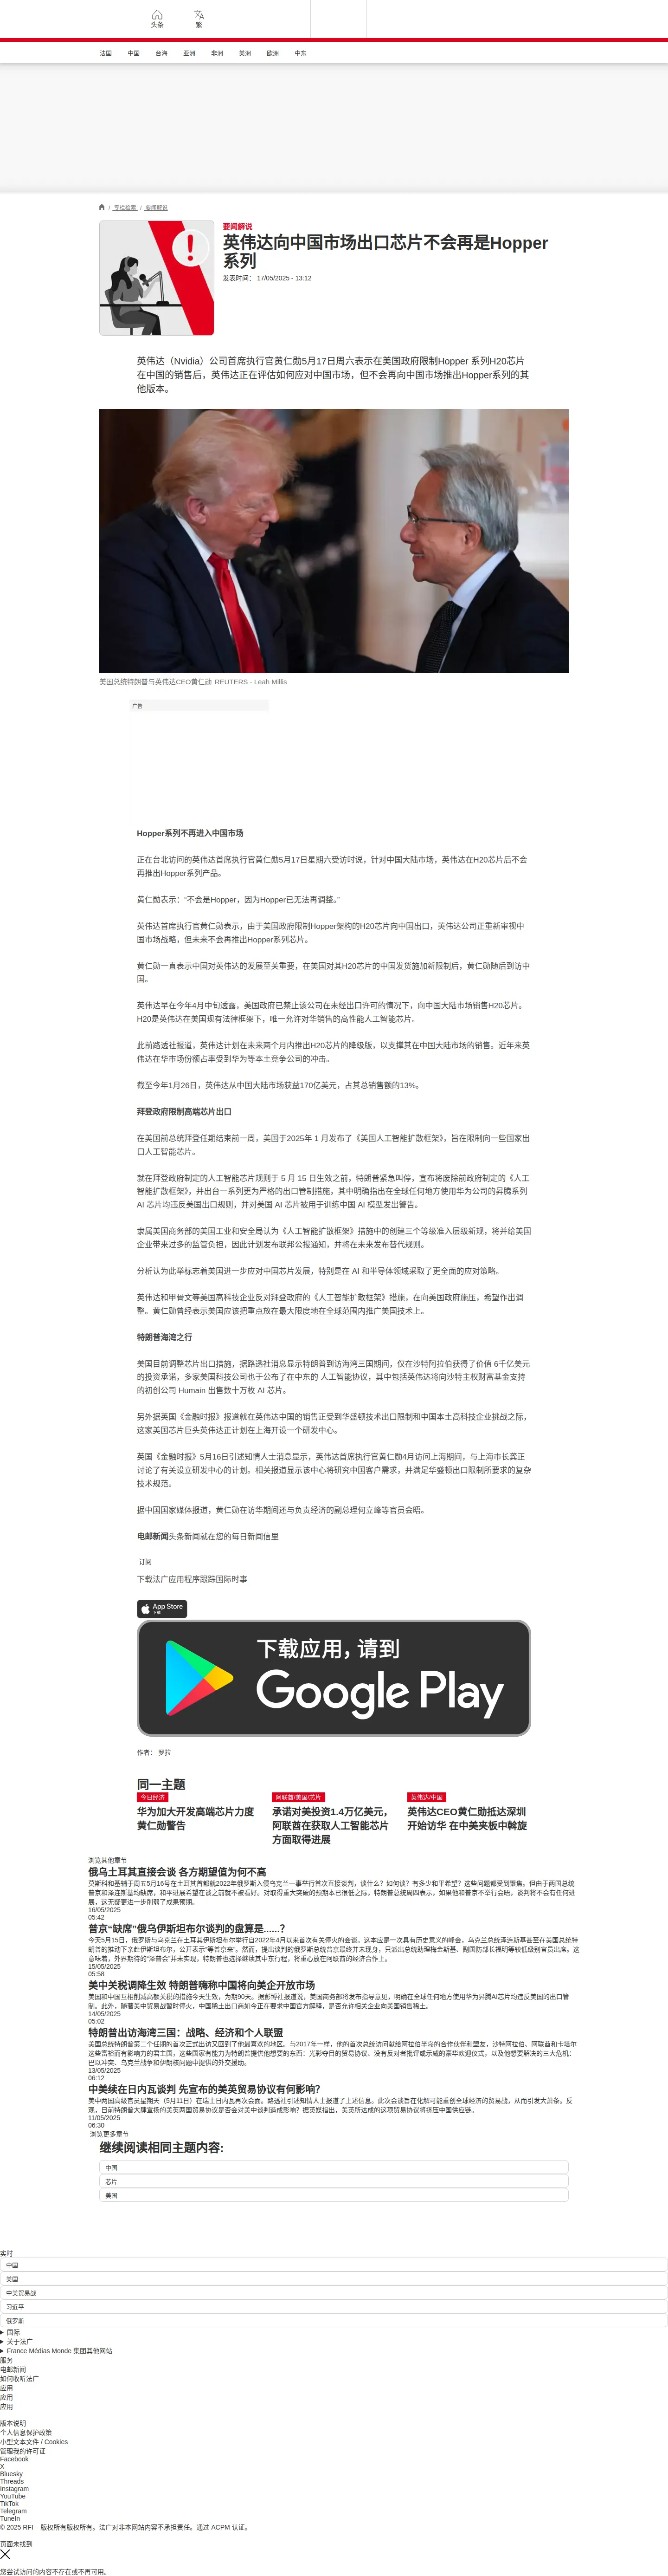 头条
繁
法国
中国
台海
亚洲
非洲
美洲
欧洲
中东
/ 专栏检索 / 要闻解说
要闻解说
英伟达向中国市场出口芯片不会再是Hopper
系列
发表时间： 17/05/2025 - 13:12
英伟达（Nvidia）公司首席执行官黄仁勋5月17日周六表示在美国政府限制Hopper 系列H20芯片
在中国的销售后，英伟达正在评估如何应对中国市场，但不会再向中国市场推出Hopper系列的其
他版本。
美国总统特朗普与英伟达CEO黄仁勋 REUTERS - Leah Millis
广告
Hopper系列不再进入中国市场
正在台北访问的英伟达首席执行官黄仁勋5月17日星期六受访时说，针对中国大陆市场，英伟达在H20芯片后不会
再推出Hopper系列产品。
黄仁勋表示：“不会是Hopper，因为Hopper已无法再调整。”
英伟达首席执行官黄仁勋表示，由于美国政府限制Hopper架构的H20芯片向中国出口，英伟达公司正重新审视中
国市场战略，但未来不会再推出Hopper系列芯片。
黄仁勋一直表示中国对英伟达的发展至关重要，在美国对其H20芯片的中国发货施加新限制后，黄仁勋随后到访中
国。
英伟达早在今年4月中旬透露，美国政府已禁止该公司在未经出口许可的情况下，向中国大陆市场销售H20芯片。
H20是英伟达在美国现有法律框架下，唯一允许对华销售的高性能人工智能芯片。
此前路透社报道，英伟达计划在未来两个月内推出H20芯片的降级版，以支撑其在中国大陆市场的销售。近年来英
伟达在华市场份额占率受到华为等本土竞争公司的冲击。
截至今年1月26日，英伟达从中国大陆市场获益170亿美元，占其总销售额的13%。
拜登政府限制高端芯片出口
在美国前总统拜登任期结束前一周，美国于2025年 1 月发布了《美国人工智能扩散框架》，旨在限制向一些国家出
口人工智能芯片。
就在拜登政府制定的人工智能芯片规则于 5 月 15 日生效之前，特朗普紧急叫停，宣布将废除前政府制定的《人工
智能扩散框架》，并出台一系列更为严格的出口管制措施，其中明确指出在全球任何地方使用华为公司的昇腾系列
AI 芯片均违反美国出口规则，并对美国 AI 芯片被用于训练中国 AI 模型发出警告。
隶属美国商务部的美国工业和安全局认为《人工智能扩散框架》措施中的创建三个等级准入层级新规，将并给美国
企业带来过多的监管负担，因此计划发布联邦公报通知，并将在未来发布替代规则。
分析认为此举标志着美国进一步应对中国芯片发展，特别是在 AI 和半导体领域采取了更全面的应对策略。
英伟达和甲骨文等美国高科技企业反对拜登政府的《人工智能扩散框架》措施，在向美国政府施压，希望作出调
整。黄仁勋曾经表示美国应该把重点放在最大限度地在全球范围内推广美国技术上。
特朗普海湾之行
美国目前调整芯片出口措施，据路透社消息显示特朗普到访海湾三国期间，仅在沙特阿拉伯获得了价值 6千亿美元
的投资承诺，多家美国科技公司也于公布了在中东的 人工智能协议，其中包括英伟达将向沙特主权财富基金支持
的初创公司 Humain 出售数十万枚 AI 芯片。
另外据英国《金融时报》报道就在英伟达中国的销售正受到华盛顿技术出口限制和中国本土高科技企业挑战之际，
这家美国芯片巨头英伟达正计划在上海开设一个研发中心。
英国《金融时报》5月16日引述知情人士消息显示，英伟达首席执行官黄仁勋4月访问上海期间，与上海市长龚正
讨论了有关设立研发中心的计划。相关报道显示该中心将研究中国客户需求，并满足华盛顿出口限制所要求的复杂
技术规范。
据中国国家媒体报道，黄仁勋在访华期间还与负责经济的副总理何立峰等官员会晤。
电邮新闻头条新闻就在您的每日新闻信里
订阅
下载法广应用程序跟踪国际时事
App Store
下载
下载应用，请到
Google Play
作者： 罗拉
同一主题
今日经济
华为加大开发高端芯片力度
黄仁勋警告
阿联酋/美国/芯片
承诺对美投资1.4万亿美元，
阿联酋在获取人工智能芯片
方面取得进展
英伟达/中国
英伟达CEO黄仁勋抵达深圳
开始访华 在中美夹板中斡旋
浏览其他章节
俄乌土耳其直接会谈 各方期望值为何不高
莫斯科和基辅于周五5月16号在土耳其首都就2022年俄罗斯入侵乌克兰一事举行首次直接谈判，谈什么？如何谈？有多少和平希望？这些问题都受到聚焦。但由于两国总统
普京和泽连斯基均缺席，和平进展希望在谈之前就不被看好。对取得重大突破的预期本已很低之际，特朗普总统周四表示，如果他和普京不举行会晤，谈判将不会有任何进
展，这无疑更进一步削弱了成果预期。
16/05/2025
05:42
普京“缺席”俄乌伊斯坦布尔谈判的盘算是......?
今天5月15日，俄罗斯与乌克兰在土耳其伊斯坦布尔举行自2022年4月以来首次有关停火的会谈。这本应是一次具有历史意义的峰会，乌克兰总统泽连斯基甚至在美国总统特
朗普的推动下亲赴伊斯坦布尔，公开表示“等普京来”。然而，提出谈判的俄罗斯总统普京最终并未现身，只派出总统助理梅金斯基、副国防部长福明等较低级别官员出席。这
意味着，外界期待的“泽普会”并未实现，特朗普也选择继续其中东行程，将重心放在与阿联酋的经济合作上。
15/05/2025
05:58
美中关税调降生效 特朗普嗨称中国将向美企开放市场
美国和中国互相削减高额关税的措施今天生效，为期90天。据彭博社报道说，美国商务部将发布指导意见，明确在全球任何地方使用华为昇腾AI芯片均违反美国的出口管
制。此外，随著美中贸易战暂时停火，中国稀土出口商如今正在要求中国官方解释，是否允许相关企业向美国销售稀土。
14/05/2025
05:02
特朗普出访海湾三国：战略、经济和个人联盟
美国总统特朗普第二个任期的首次正式出访又回到了他最喜欢的地区。与2017年一样，他的首次总统访问献给阿拉伯半岛的合作伙伴和盟友，沙特阿拉伯、阿联酋和卡塔尔
这些富裕而有影响力的君主国，这些国家有能力为特朗普提供他想要的东西：光彩夺目的贸易协议、没有反对者批评或示威的豪华欢迎仪式，以及他想要解决的三大危机：
巴以冲突、乌克兰战争和伊朗核问题中提供的外交援助。
13/05/2025
06:12
中美续在日内瓦谈判 先宣布的美英贸易协议有何影响？
美中两国高级官员星期天（5月11日）在瑞士日内瓦再次会面。路透社引述知情人士报道了上述信息。此次会谈旨在化解可能重创全球经济的贸易战，从而引发大萧条。反
观，日前特朗普大肆宣扬的美英两国贸易协议是否会对美中谈判造成影响？据英媒指出，美英所达成的这项贸易协议将挤压中国供应链。
11/05/2025
06:30
浏览更多章节
继续阅读相同主题内容:
中国
芯片
美国
实时
中国
美国
中美贸易战
习近平
俄罗斯
国际
关于法广
France Médias Monde 集团其他网站
服务
电邮新闻
如何收听法广
应用
应用
应用
版本说明
个人信息保护政策
小型文本文件 / Cookies
管理我的许可证
Facebook
X
Bluesky
Threads
Instagram
YouTube
TikTok
Telegram
TuneIn
© 2025 RFI – 版权所有版权所有。法广对非本网站内容不承担责任。通过 ACPM 认证。
页面未找到
您尝试访问的内容不存在或不再可用。